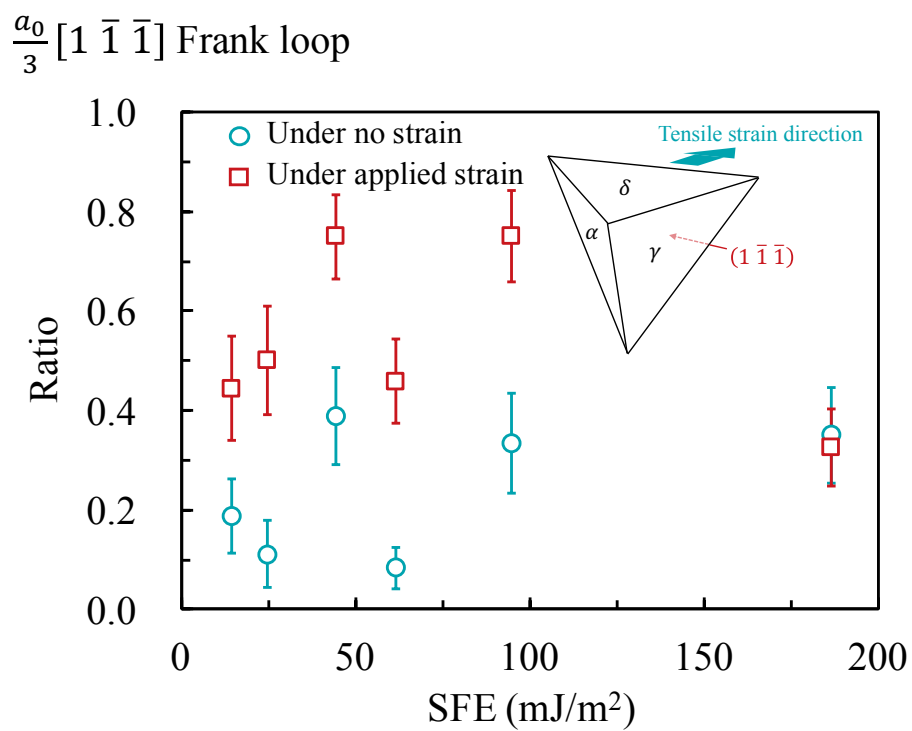 a₀/3 [1 1̄ 1̄] Frank loop
1.0
Under no strain
Tensile strain direction
Under applied strain
δ
0.8
α
γ
(1 1̄ 1̄)
0.6
Ratio
0.4
0.2
0.0
0 50 100 150 200
SFE (mJ/m²)